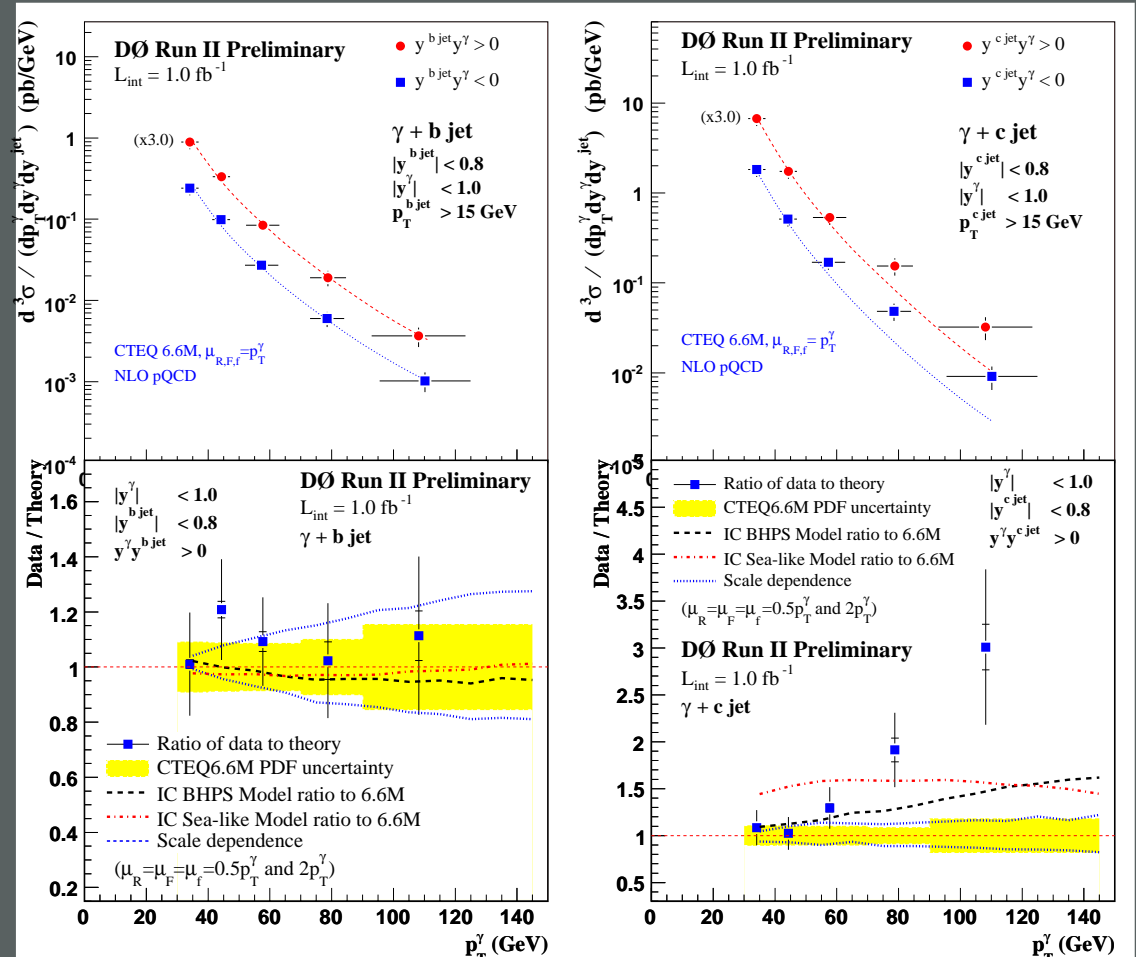 d³σ / (dp_T^γ dy^γ dy^jet) (pb/GeV)
10
1
10⁻¹
10⁻²
10⁻³
10⁻⁴
DØ Run II Preliminary
L_int = 1.0 fb⁻¹
y^b jet y^γ > 0
y^b jet y^γ < 0
(x3.0)
γ + b jet
|y^b jet| < 0.8
|y^γ| < 1.0
p_T^b jet > 15 GeV
CTEQ 6.6M, μ_R,F,f = p_T^γ
NLO pQCD
d³σ / (dp_T^γ dy^γ dy^jet) (pb/GeV)
10
1
10⁻¹
10⁻²
DØ Run II Preliminary
L_int = 1.0 fb⁻¹
y^c jet y^γ > 0
y^c jet y^γ < 0
(x3.0)
γ + c jet
|y^c jet| < 0.8
|y^γ| < 1.0
p_T^c jet > 15 GeV
CTEQ 6.6M, μ_R,F,f = p_T^γ
NLO pQCD
Data / Theory
1.6
1.4
1.2
1
0.8
0.6
0.4
0.2
|y^γ| < 1.0
|y^b jet| < 0.8
y^γ y^b jet > 0
DØ Run II Preliminary
L_int = 1.0 fb⁻¹
γ + b jet
Ratio of data to theory
CTEQ6.6M PDF uncertainty
IC BHPS Model ratio to 6.6M
IC Sea-like Model ratio to 6.6M
Scale dependence
(μ_R=μ_F=μ_f=0.5p_T^γ and 2p_T^γ)
0 20 40 60 80 100 120 140
p_T^γ (GeV)
Data / Theory
5
4.5
4
3.5
3
2.5
2
1.5
1
0.5
Ratio of data to theory
CTEQ6.6M PDF uncertainty
IC BHPS Model ratio to 6.6M
IC Sea-like Model ratio to 6.6M
Scale dependence
(μ_R=μ_F=μ_f=0.5p_T^γ and 2p_T^γ)
|y^γ| < 1.0
|y^c jet| < 0.8
y^γ y^c jet > 0
DØ Run II Preliminary
L_int = 1.0 fb⁻¹
γ + c jet
0 20 40 60 80 100 120 140
p_T^γ (GeV)